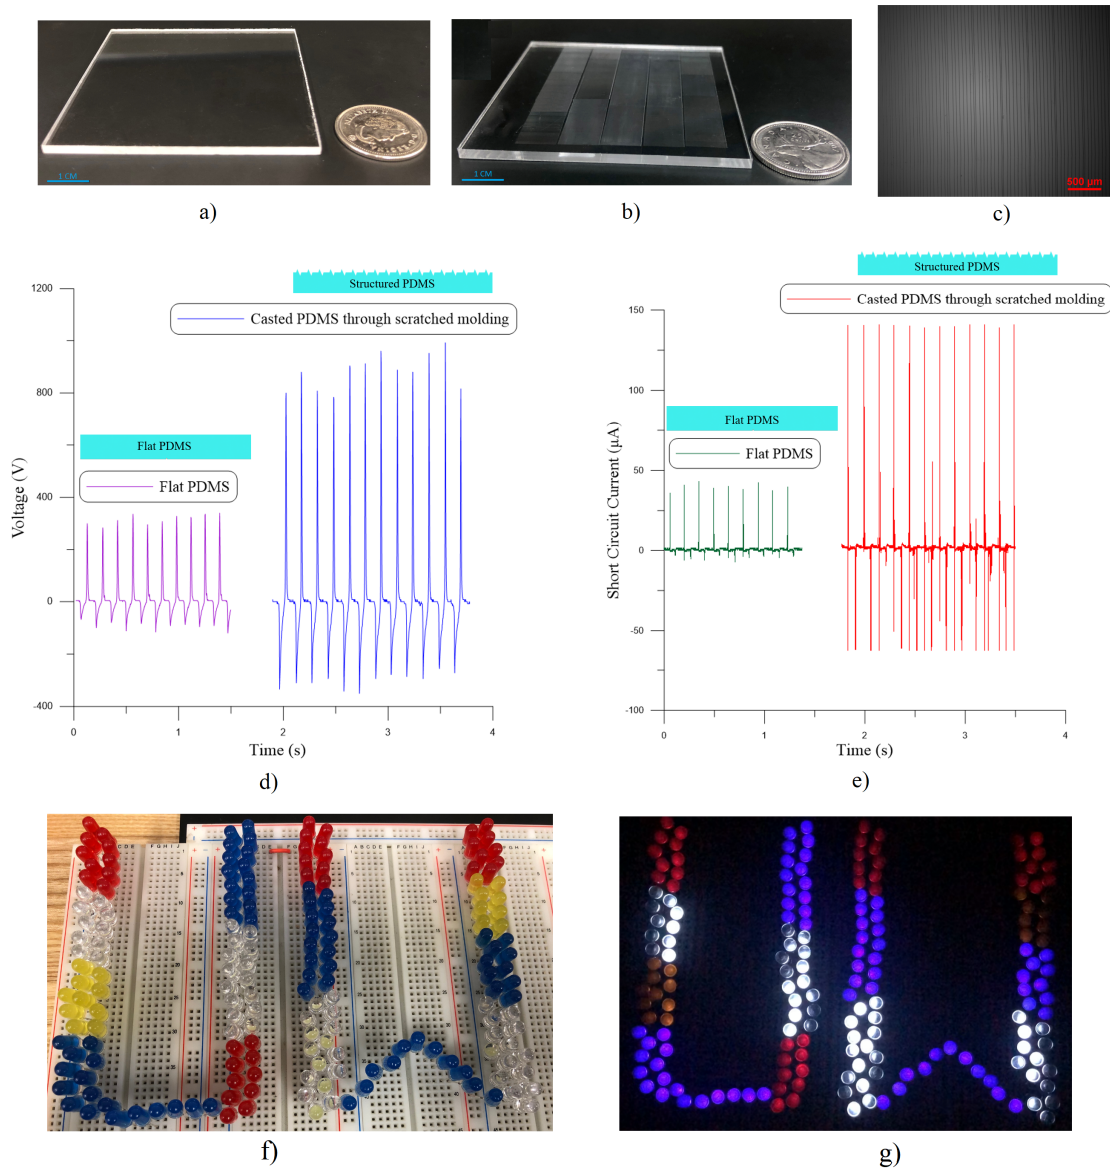 1 CM
a)
1 CM
b)
500 µm
c)
Structured PDMS
Casted PDMS through scratched molding
Flat PDMS
Flat PDMS
Voltage (V)
1200
800
400
0
-400
0
1
2
3
4
Time (s)
d)
Structured PDMS
Casted PDMS through scratched molding
Flat PDMS
Flat PDMS
Short Circuit Current (µA)
150
100
50
0
-50
-100
0
1
2
3
4
Time (s)
e)
f)
g)